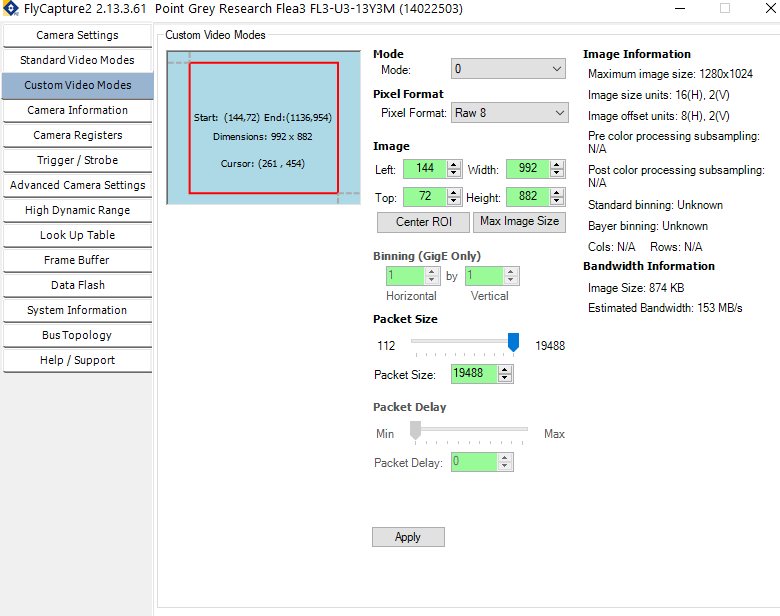 FlyCapture2 2.13.3.61 Point Grey Research Flea3 FL3-U3-13Y3M (14022503)
Camera Settings
Standard Video Modes
Custom Video Modes
Camera Information
Camera Registers
Trigger / Strobe
Advanced Camera Settings
High Dynamic Range
Look Up Table
Frame Buffer
Data Flash
System Information
Bus Topology
Help / Support
Custom Video Modes
Start: (144,72) End:(1136,954)
Dimensions: 992 x 882
Cursor: (261 , 454)
Mode
Mode: 0
Pixel Format
Pixel Format: Raw 8
Image
Left: 144 Width: 992
Top: 72 Height: 882
Center ROI Max Image Size
Binning (GigE Only)
1 by 1
Horizontal Vertical
Packet Size
112 19488
Packet Size: 19488
Packet Delay
Min Max
Packet Delay: 0
Apply
Image Information
Maximum image size: 1280x1024
Image size units: 16(H), 2(V)
Image offset units: 8(H), 2(V)
Pre color processing subsampling:
N/A
Post color processing subsampling:
N/A
Standard binning: Unknown
Bayer binning: Unknown
Cols: N/A Rows: N/A
Bandwidth Information
Image Size: 874 KB
Estimated Bandwidth: 153 MB/s